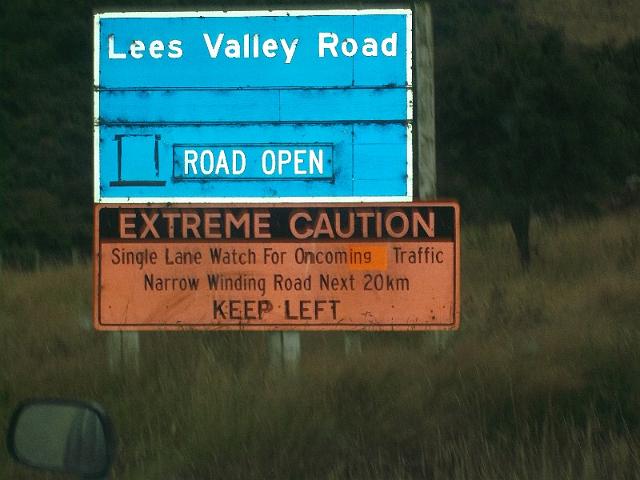 Lees Valley Road
ROAD OPEN
EXTREME CAUTION
Single Lane Watch For Oncoming Traffic
Narrow Winding Road Next 20km
KEEP LEFT